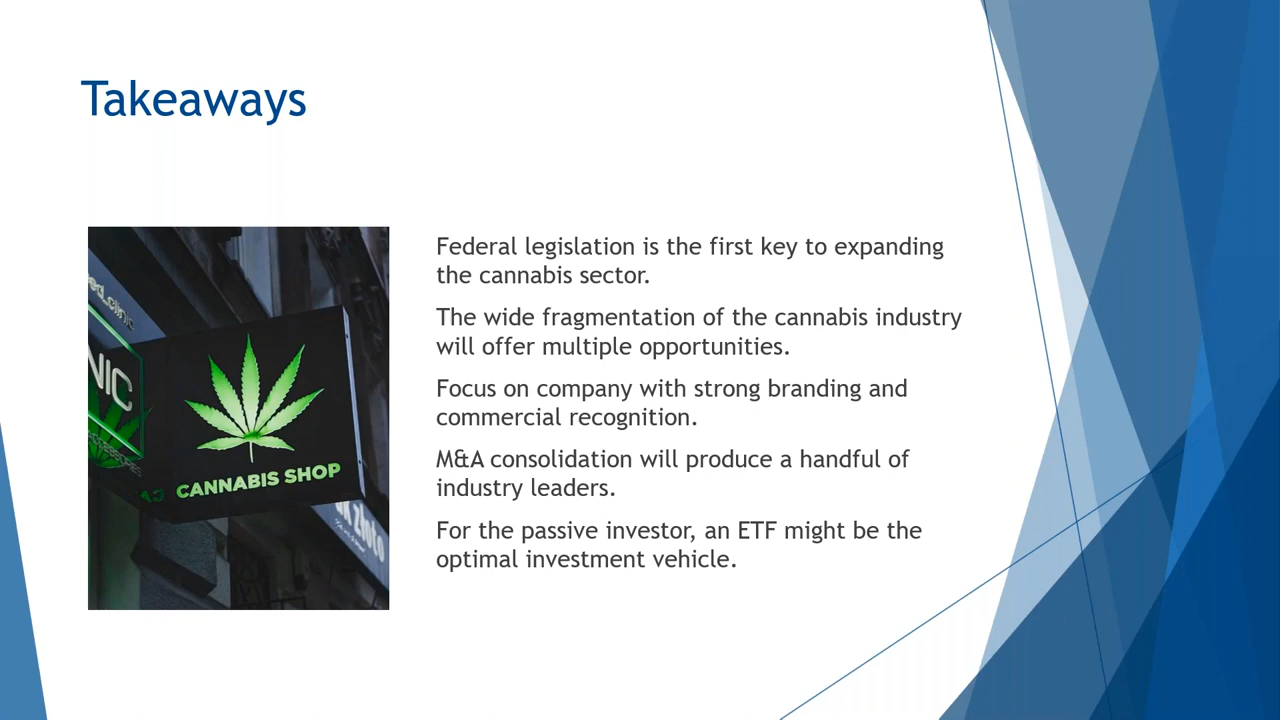 Takeaways
Federal legislation is the first key to expanding
the cannabis sector.
The wide fragmentation of the cannabis industry
will offer multiple opportunities.
Focus on company with strong branding and
commercial recognition.
M&A consolidation will produce a handful of
industry leaders.
For the passive investor, an ETF might be the
optimal investment vehicle.
NIC
CANNABIS SHOP